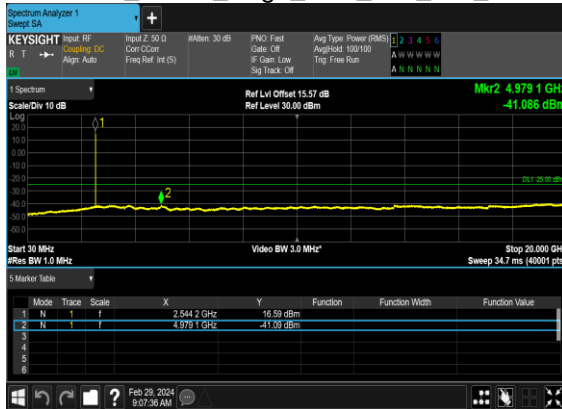 Spectrum Analyzer 1
Swept SA
+
KEYSIGHT Input: RF Input Z: 50 Ω #Atten: 30 dB PNO: Fast Avg Type: Power (RMS) 1 2 3 4 5 6
R T Coupling: DC Corr CCorr Gate: Off Avg|Hold: 100/100 A W W W W W
Align: Auto Freq Ref: Int (S) IF Gain: Low Trig: Free Run
Sig Track: Off A N N N N N
1 Spectrum Ref Lvl Offset 15.57 dB Mkr2 4.979 1 GHz
Scale/Div 10 dB Ref Level 30.00 dBm -41.086 dBm
Log
20.0
10.0
0.00
-10.0
-20.0
-30.0
-40.0
-50.0
-60.0
1
2
DL1 -25.00 dBm
Start 30 MHz Video BW 3.0 MHz* Stop 20.000 GH
#Res BW 1.0 MHz Sweep 34.7 ms (40001 pts
5 Marker Table
Mode Trace Scale X Y Function Function Width Function Value
1 N 1 f 2.544 2 GHz 16.59 dBm
2 N 1 f 4.979 1 GHz -41.09 dBm
3
4
5
6
? Feb 29, 2024
9:07:36 AM